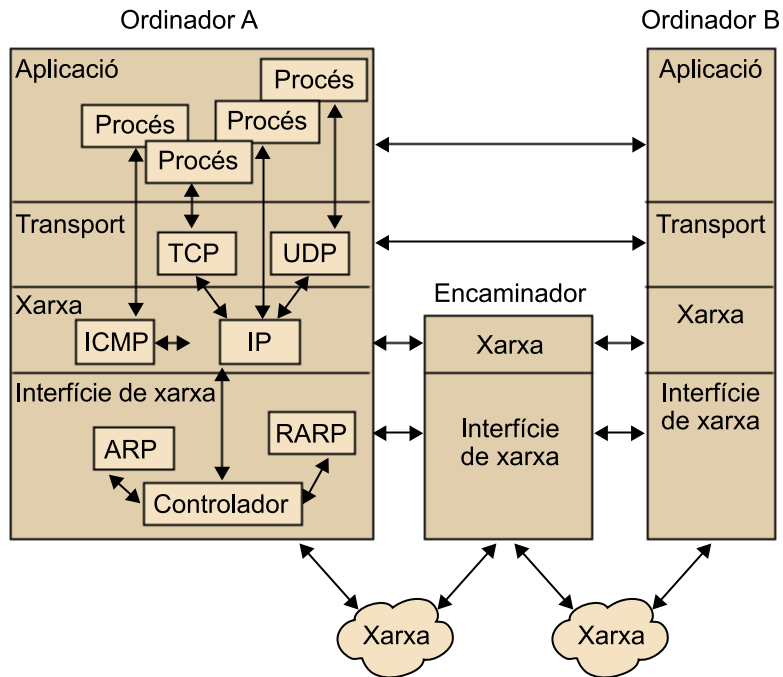 Ordinador A
Ordinador B
Aplicació
Procés
Procés
Procés
Procés
Aplicació
Transport
TCP
UDP
Transport
Xarxa
ICMP
IP
Encaminador
Xarxa
Xarxa
Interfície de xarxa
ARP
RARP
Controlador
Interfície
de xarxa
Interfície
de xarxa
Xarxa
Xarxa